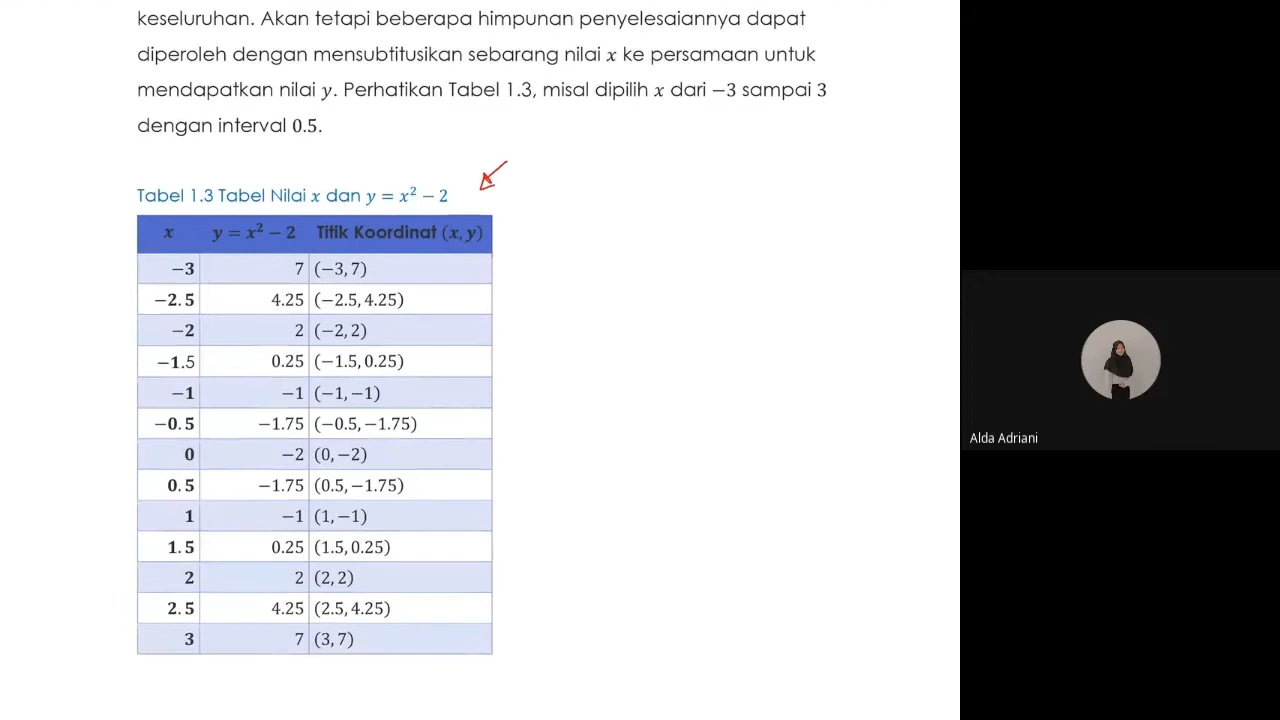 keseluruhan. Akan tetapi beberapa himpunan penyelesaiannya dapat
diperoleh dengan mensubtitusikan sebarang nilai x ke persamaan untuk
mendapatkan nilai y. Perhatikan Tabel 1.3, misal dipilih x dari −3 sampai 3
dengan interval 0.5.
Tabel 1.3 Tabel Nilai x dan y = x² − 2
x y = x² − 2 Titik Koordinat (x, y)
−3 7 (−3, 7)
−2.5 4.25 (−2.5, 4.25)
−2 2 (−2, 2)
−1.5 0.25 (−1.5, 0.25)
−1 −1 (−1, −1)
−0.5 −1.75 (−0.5, −1.75)
0 −2 (0, −2)
0.5 −1.75 (0.5, −1.75)
1 −1 (1, −1)
1.5 0.25 (1.5, 0.25)
2 2 (2, 2)
2.5 4.25 (2.5, 4.25)
3 7 (3, 7)
Alda Adriani